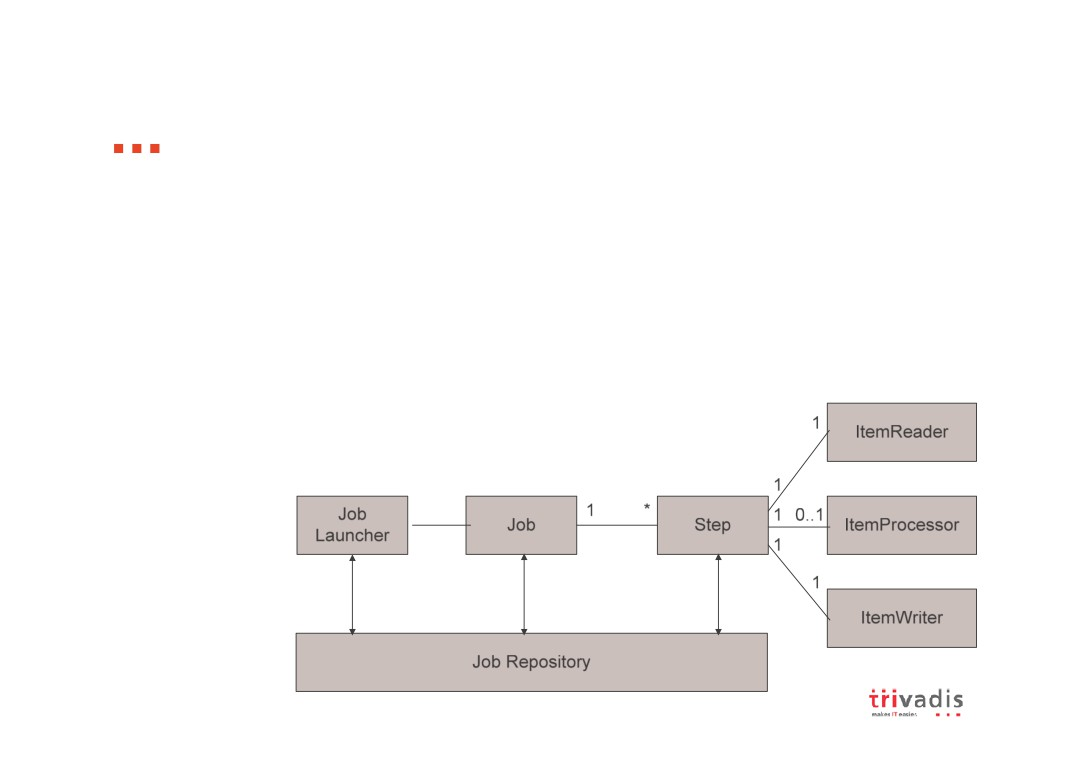 1
ItemReader
1
Job
Launcher
Job
1
*
Step
1
0..1
ItemProcessor
1
1
ItemWriter
Job Repository
trivadis
makes IT easier.